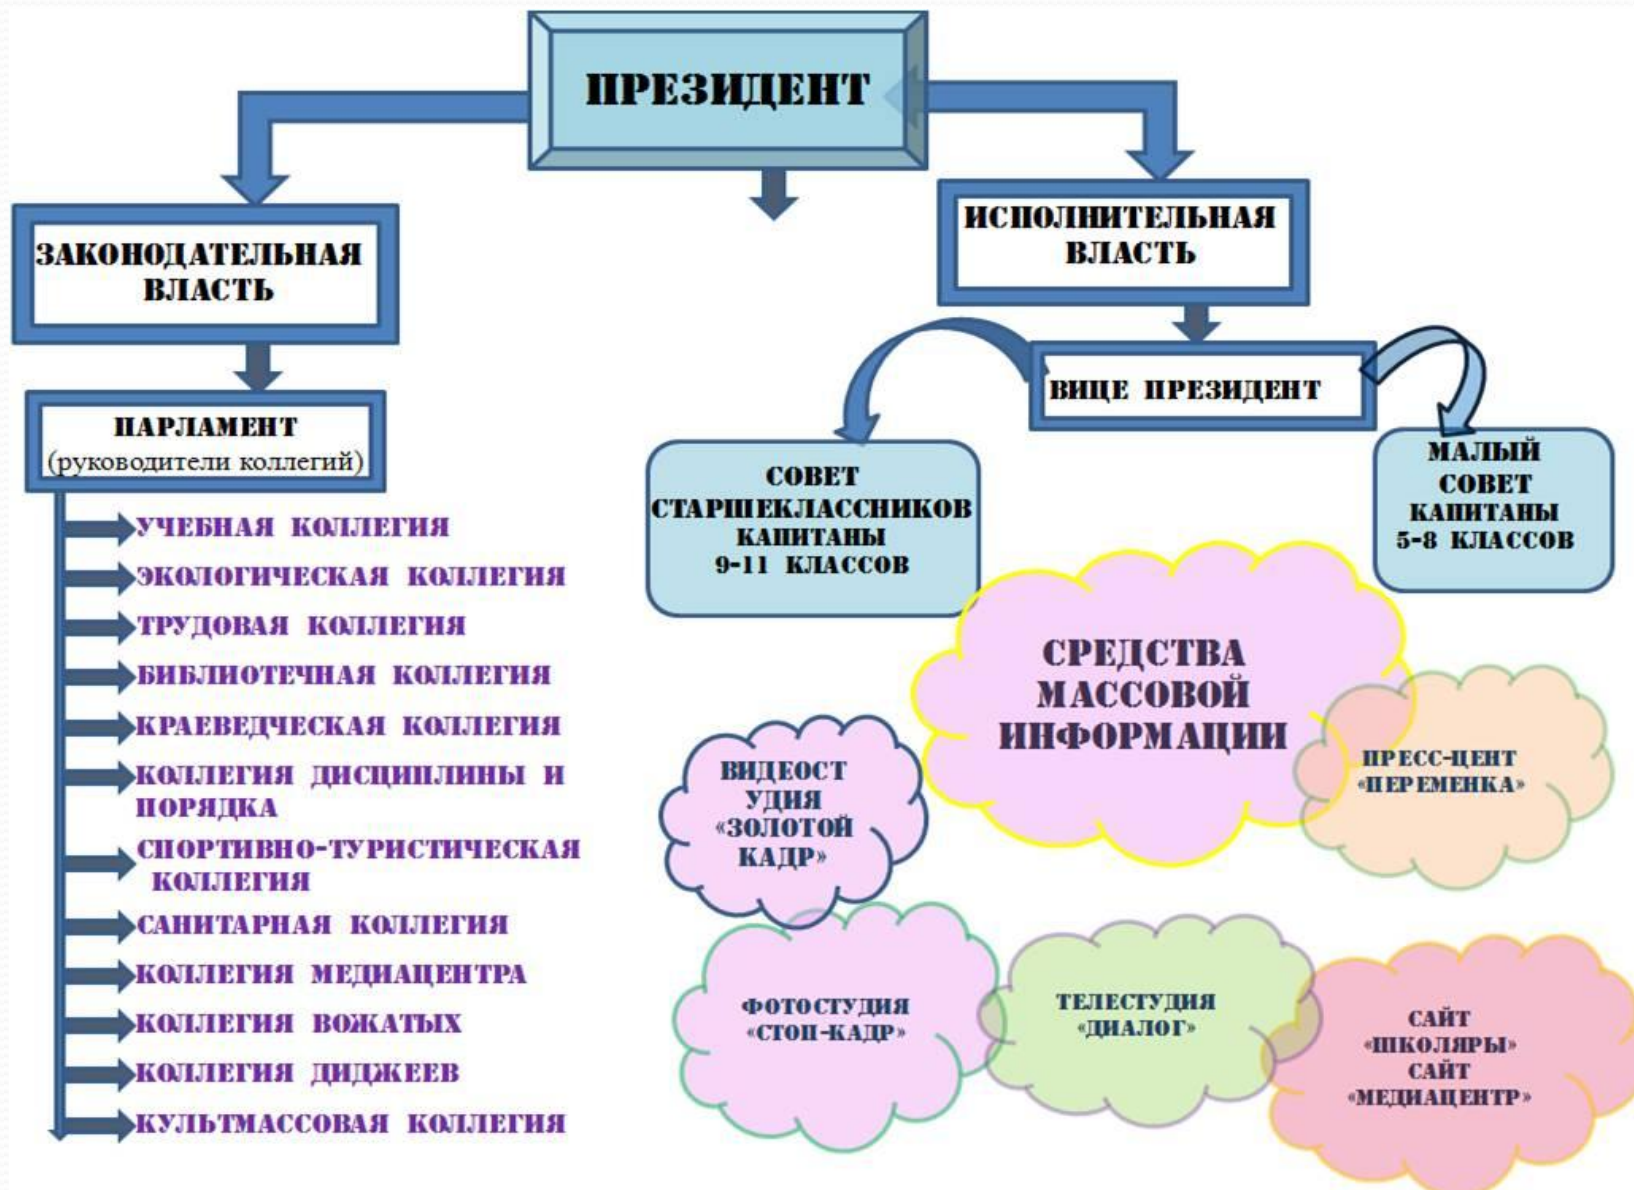 ПРЕЗИДЕНТ
ЗАКОНОДАТЕЛЬНАЯ
ВЛАСТЬ
ПАРЛАМЕНТ
(руководители коллегий)
УЧЕБНАЯ КОЛЛЕГИЯ
ЭКОЛОГИЧЕСКАЯ КОЛЛЕГИЯ
ТРУДОВАЯ КОЛЛЕГИЯ
БИБЛИОТЕЧНАЯ КОЛЛЕГИЯ
КРАЕВЕДЧЕСКАЯ КОЛЛЕГИЯ
КОЛЛЕГИЯ ДИСЦИПЛИНЫ И
ПОРЯДКА
СПОРТИВНО-ТУРИСТИЧЕСКАЯ
КОЛЛЕГИЯ
САНИТАРНАЯ КОЛЛЕГИЯ
КОЛЛЕГИЯ МЕДИАЦЕНТРА
КОЛЛЕГИЯ ВОЖАТЫХ
КОЛЛЕГИЯ ДИДЖЕЕВ
КУЛЬТМАССОВАЯ КОЛЛЕГИЯ
ИСПОЛНИТЕЛЬНАЯ
ВЛАСТЬ
ВИЦЕ ПРЕЗИДЕНТ
СОВЕТ
СТАРШЕКЛАССНИКОВ
КАПИТАНЫ
9-11 КЛАССОВ
МАЛЫЙ
СОВЕТ
КАПИТАНЫ
5-8 КЛАССОВ
СРЕДСТВА
МАССОВОЙ
ИНФОРМАЦИИ
ПРЕСС-ЦЕНТ
«ПЕРЕМЕНКА»
ВИДЕОСТ
УДИЯ
«ЗОЛОТОЙ
КАДР»
ФОТОСТУДИЯ
«СТОП-КАДР»
ТЕЛЕСТУДИЯ
«ДИАЛОГ»
САЙТ
«ШКОЛЯРЫ»
САЙТ
«МЕДИАЦЕНТР»